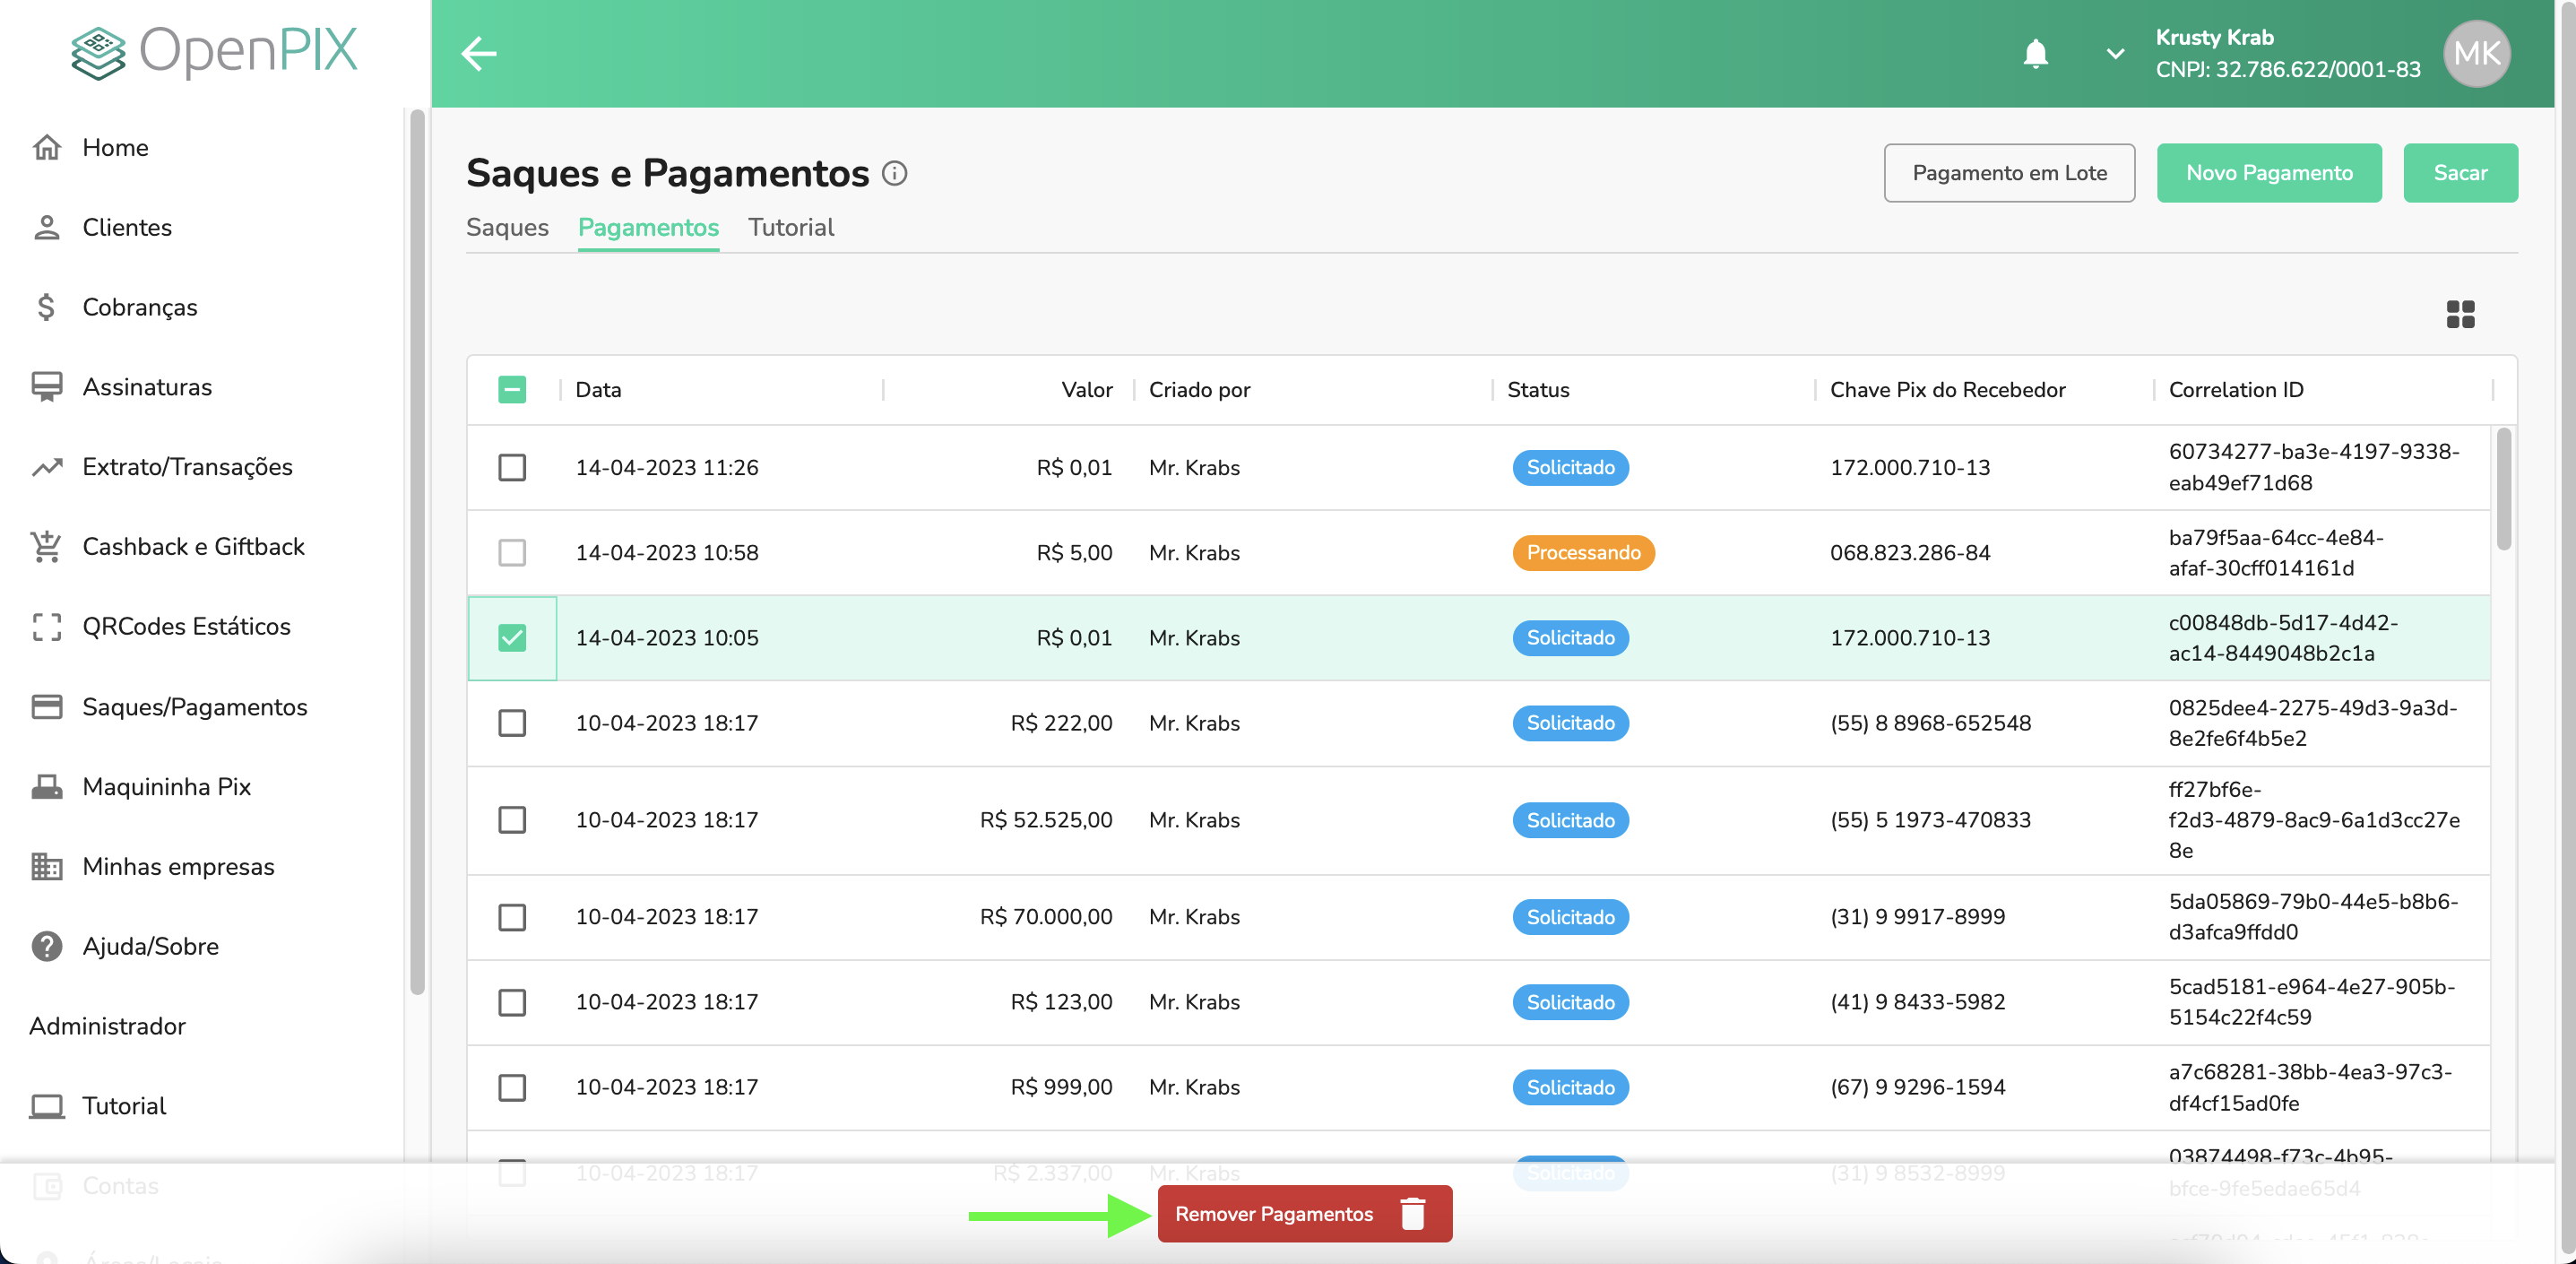 OpenPIX
Krusty Krab
CNPJ: 32.786.622/0001-83
MK
Home
Clientes
Cobranças
Assinaturas
Extrato/Transações
Cashback e Giftback
QRCodes Estáticos
Saques/Pagamentos
Maquininha Pix
Minhas empresas
Ajuda/Sobre
Administrador
Tutorial
Contas
Saques e Pagamentos
Pagamento em Lote
Novo Pagamento
Sacar
Saques Pagamentos Tutorial
Data Valor Criado por Status Chave Pix do Recebedor Correlation ID
14-04-2023 11:26 R$ 0,01 Mr. Krabs Solicitado 172.000.710-13 60734277-ba3e-4197-9338-
eab49ef71d68
14-04-2023 10:58 R$ 5,00 Mr. Krabs Processando 068.823.286-84 ba79f5aa-64cc-4e84-
afaf-30cff014161d
14-04-2023 10:05 R$ 0,01 Mr. Krabs Solicitado 172.000.710-13 c00848db-5d17-4d42-
ac14-8449048b2c1a
10-04-2023 18:17 R$ 222,00 Mr. Krabs Solicitado (55) 8 8968-652548 0825dee4-2275-49d3-9a3d-
8e2fe6f4b5e2
10-04-2023 18:17 R$ 52.525,00 Mr. Krabs Solicitado (55) 5 1973-470833 ff27bf6e-
f2d3-4879-8ac9-6a1d3cc27e
8e
10-04-2023 18:17 R$ 70.000,00 Mr. Krabs Solicitado (31) 9 9917-8999 5da05869-79b0-44e5-b8b6-
d3afca9ffdd0
10-04-2023 18:17 R$ 123,00 Mr. Krabs Solicitado (41) 9 8433-5982 5cad5181-e964-4e27-905b-
5154c22f4c59
10-04-2023 18:17 R$ 999,00 Mr. Krabs Solicitado (67) 9 9296-1594 a7c68281-38bb-4ea3-97c3-
df4cf15ad0fe
10-04-2023 18:17 R$ 2.337,00 Mr. Krabs Solicitado (31) 9 8532-8999 03874498-f73c-4b95-
bfce-9fe5edae65d4
Remover Pagamentos